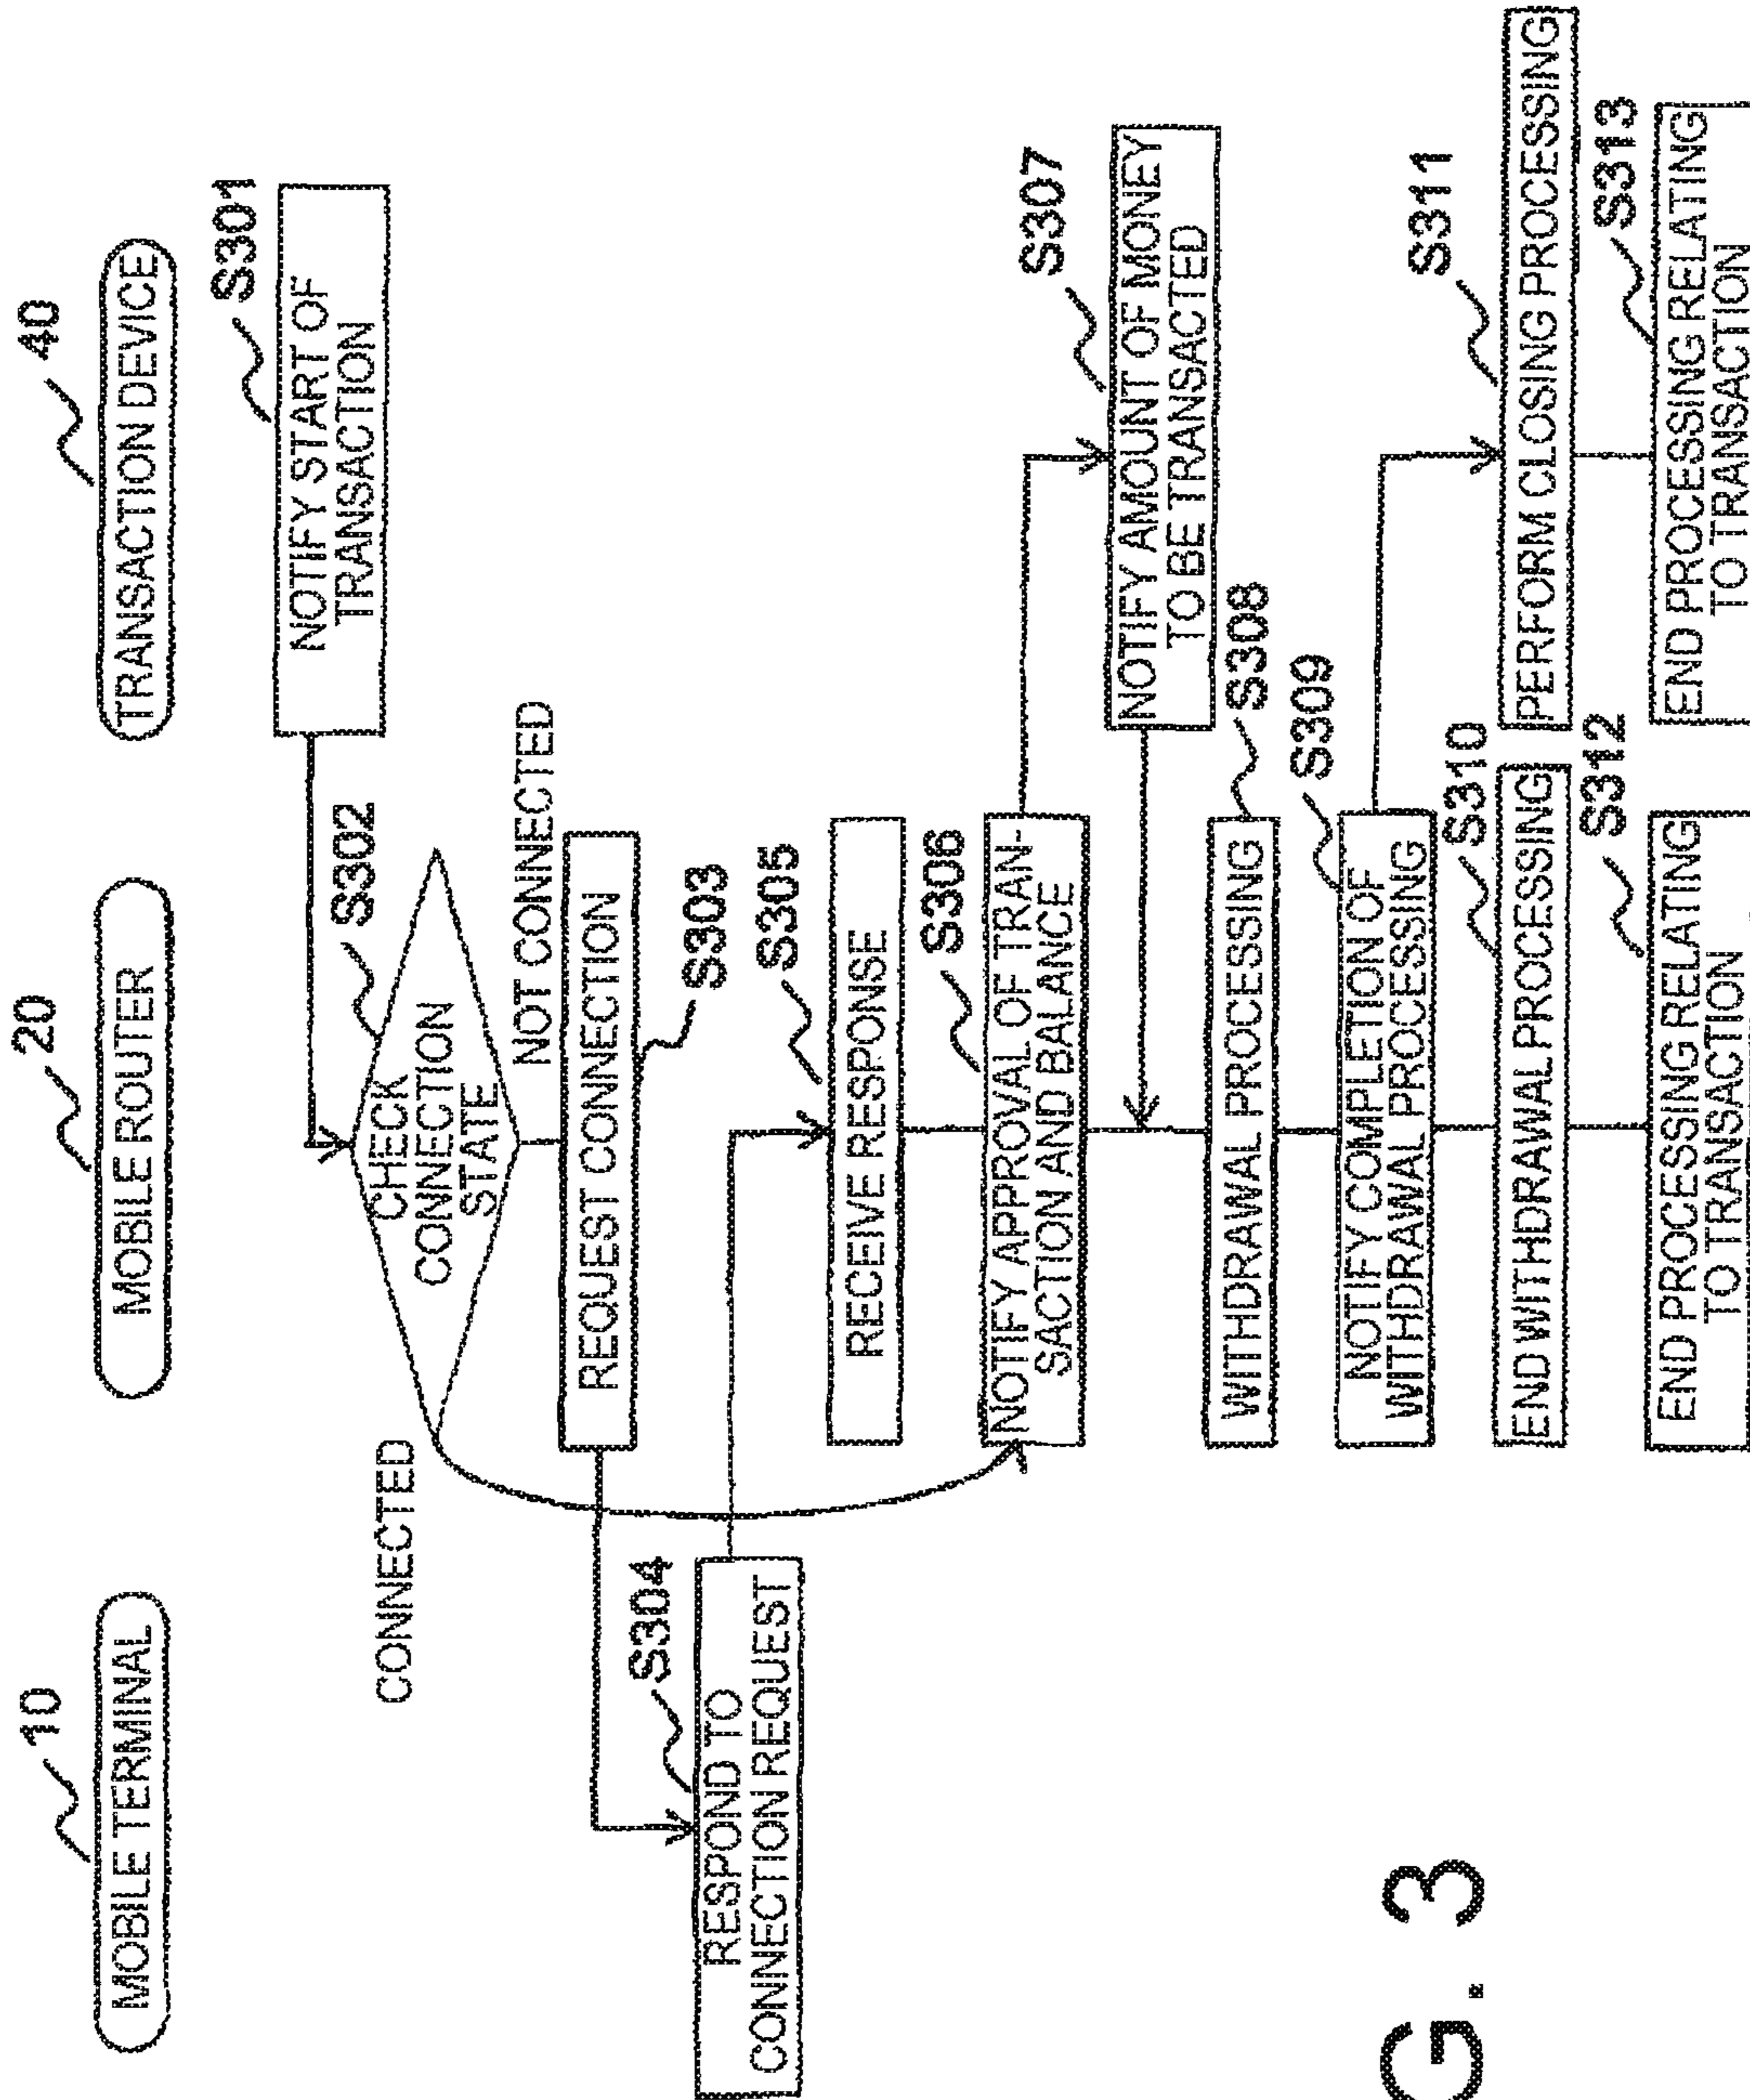 10
MOBILE TERMINAL
20
MOBILE ROUTER
40
TRANSACTION DEVICE
S301
NOTIFY START OF
TRANSACTION
S302
CHECK
CONNECTION
STATE
CONNECTED
NOT CONNECTED
REQUEST CONNECTION
S303
S304
RESPOND TO
CONNECTION REQUEST
S305
RECEIVE RESPONSE
S306
NOTIFY APPROVAL OF TRAN-
SACTION AND BALANCE
S307
NOTIFY AMOUNT OF MONEY
TO BE TRANSACTED
S308
WITHDRAWAL PROCESSING
S309
NOTIFY COMPLETION OF
WITHDRAWAL PROCESSING
S310
END WITHDRAWAL PROCESSING
S311
PERFORM CLOSING PROCESSING
S312
END PROCESSING RELATING
TO TRANSACTION
S313
END PROCESSING RELATING
TO TRANSACTION
G. 3